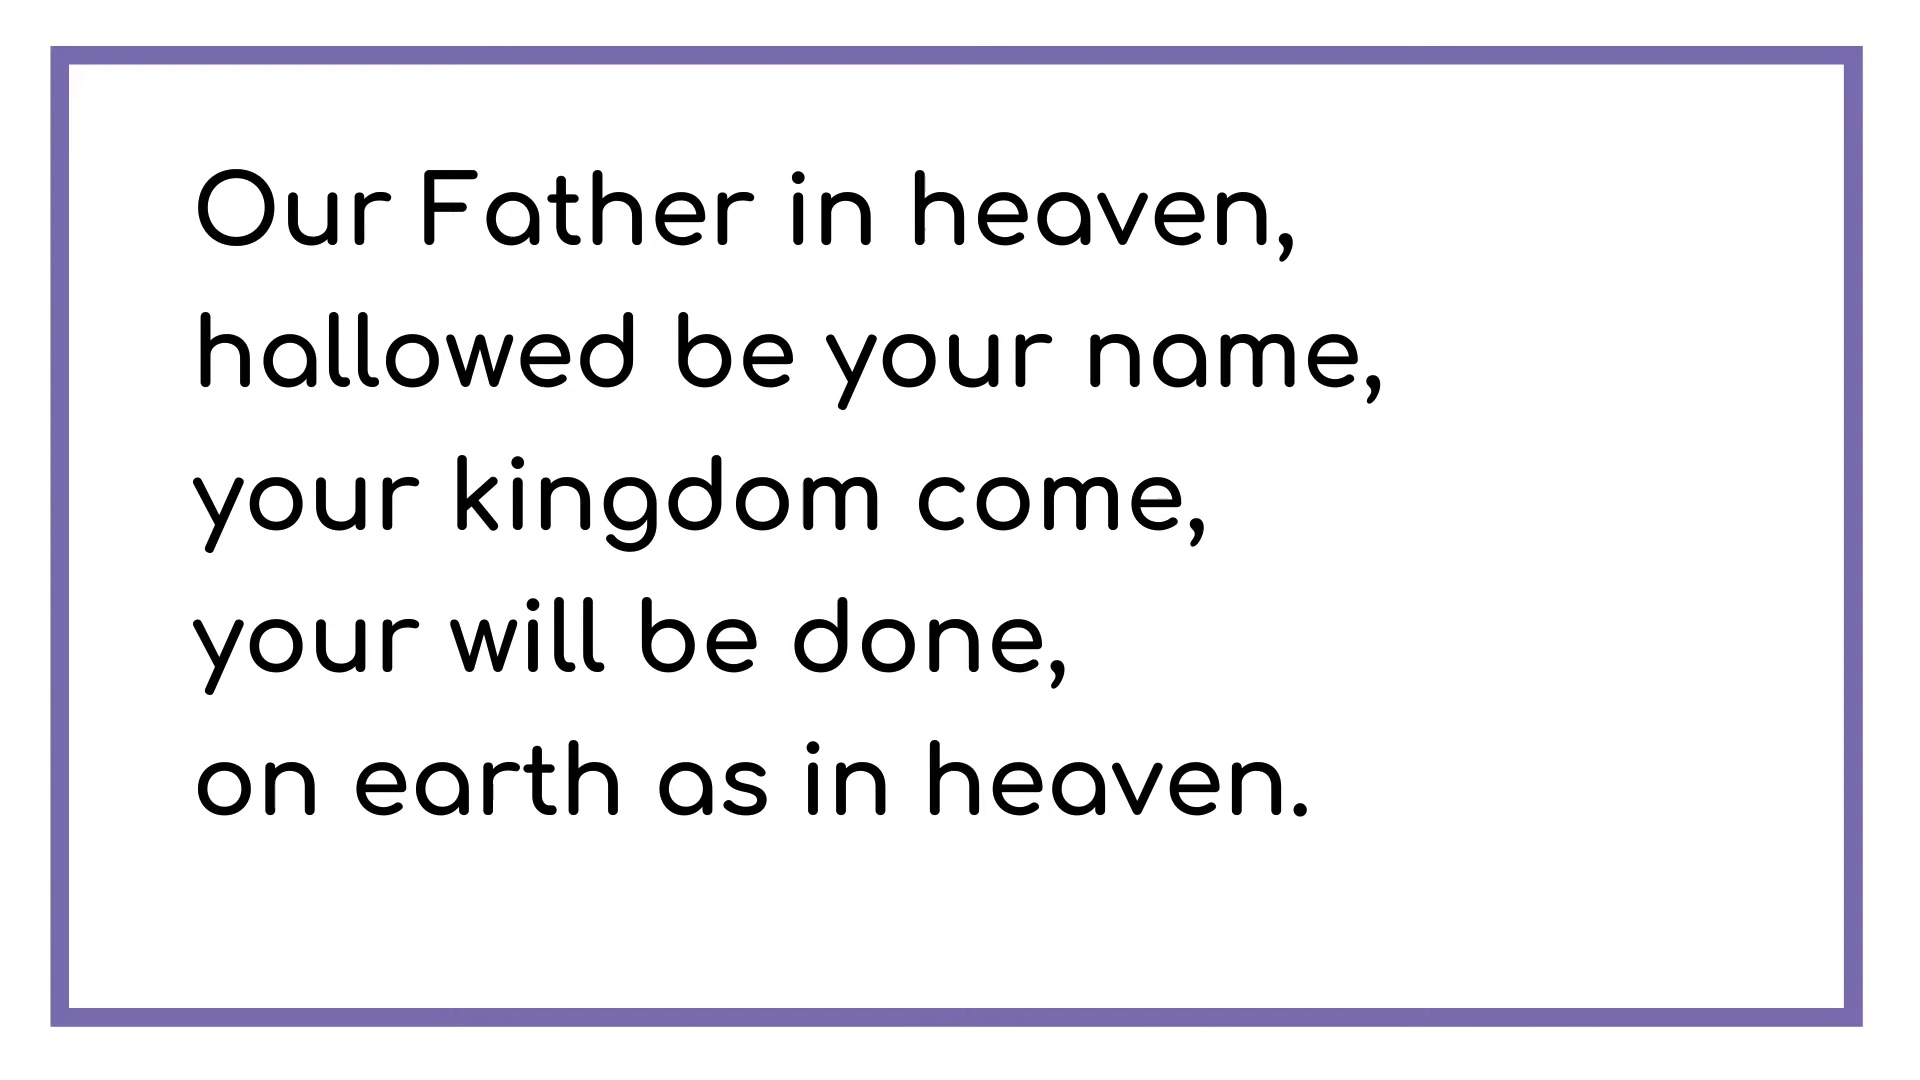 Our Father in heaven,
hallowed be your name,
your kingdom come,
your will be done,
on earth as in heaven.